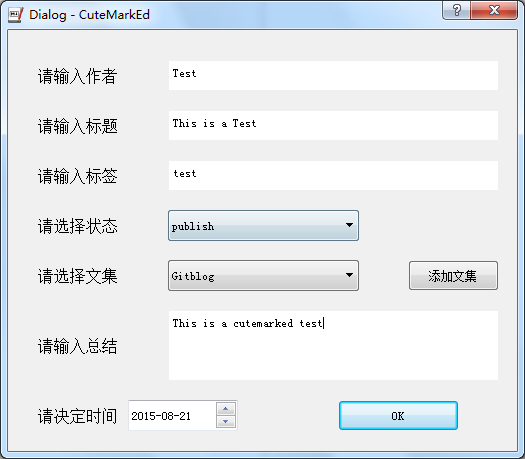 Dialog - CuteMarkEd
请输入作者 Test
请输入标题 This is a Test
请输入标签 test
请选择状态 publish
请选择文集 Gitblog 添加文集
请输入总结 This is a cutemarked test
请决定时间 2015-08-21 OK